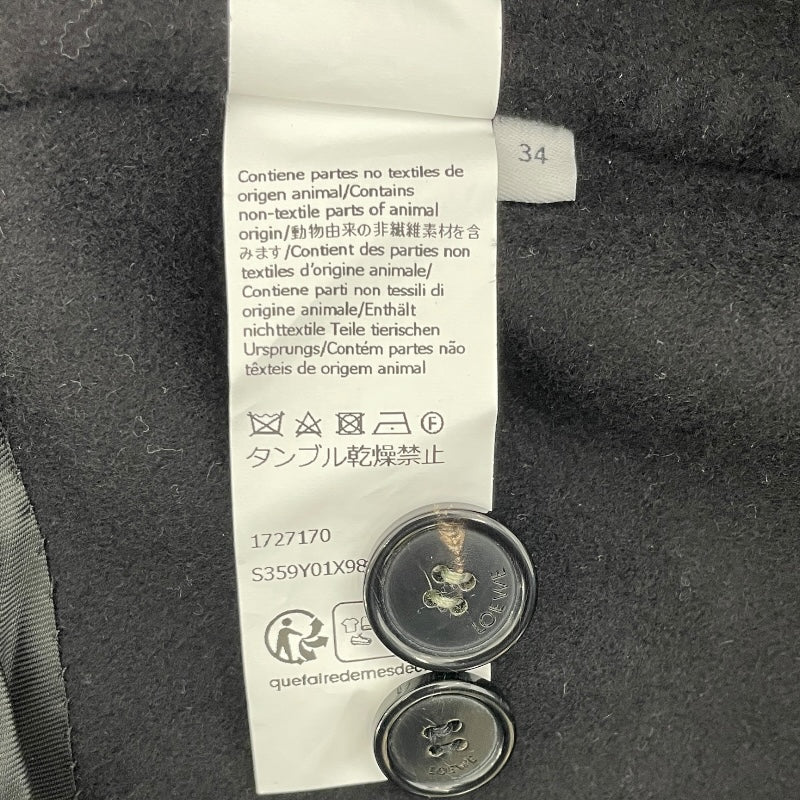 34
Contiene partes no textiles de
origen animal/Contains
non-textile parts of animal
origin/動物由来の非繊維素材を含
みます/Contient des parties non
textiles d'origine animale/
Contiene parti non tessili di
origine animale/Enthält
nichttextile Teile tierischen
Ursprungs/Contém partes não
têxteis de origem animal
F
タンブル乾燥禁止
1727170
S359Y01X98
LOEWE
quefairedemesdec
LOEWE